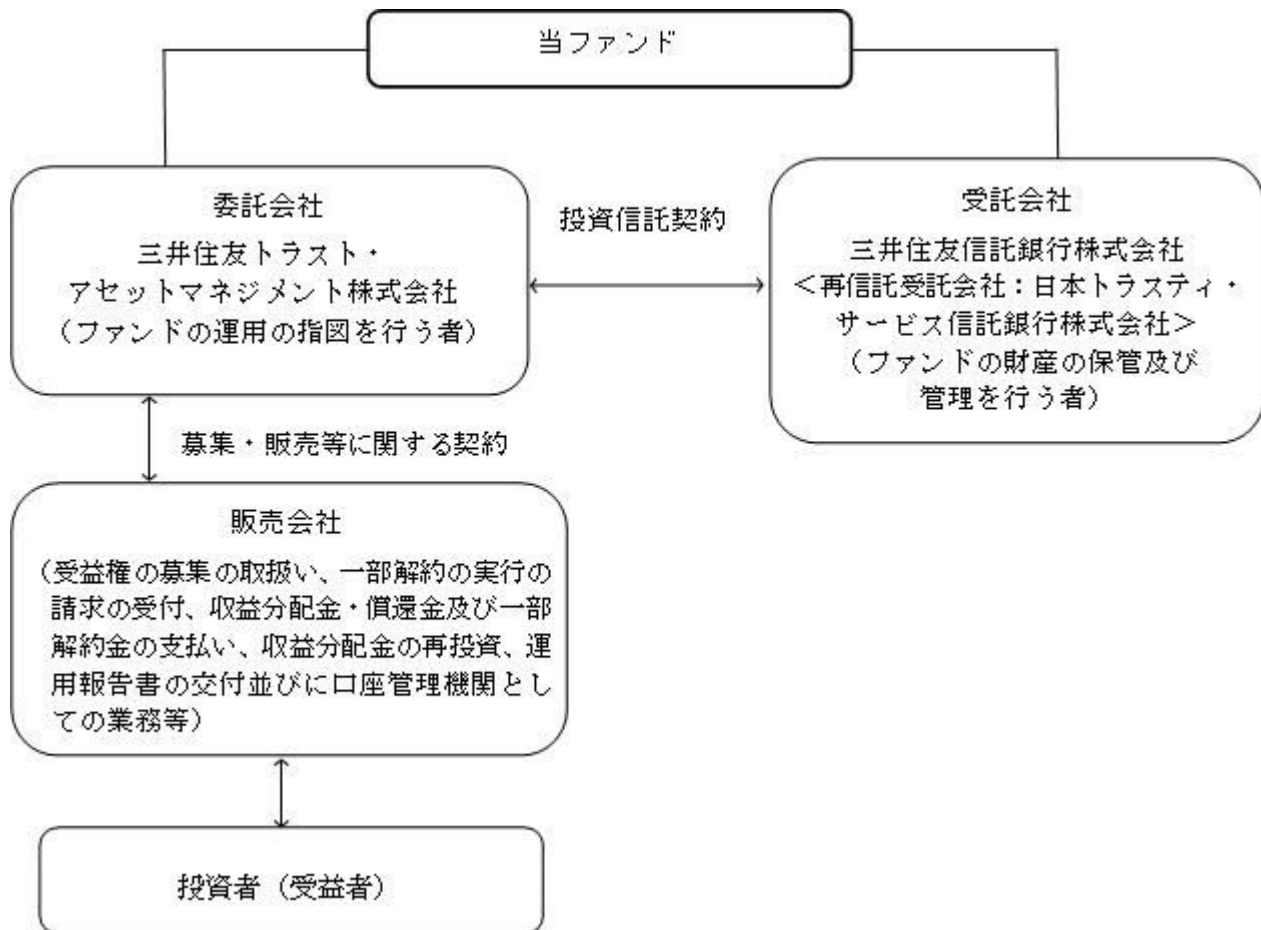 当ファンド
委託会社
三井住友トラスト・
アセットマネジメント株式会社
（ファンドの運用の指図を行う者）
投資信託契約
受託会社
三井住友信託銀行株式会社
＜再信託受託会社：日本トラスティ・
サービス信託銀行株式会社＞
（ファンドの財産の保管及び
管理を行う者）
募集・販売等に関する契約
販売会社
（受益権の募集の取扱い、一部解約の実行の
請求の受付、収益分配金・償還金及び一部
解約金の支払い、収益分配金の再投資、運
用報告書の交付並びに口座管理機関とし
ての業務等）
投資者（受益者）